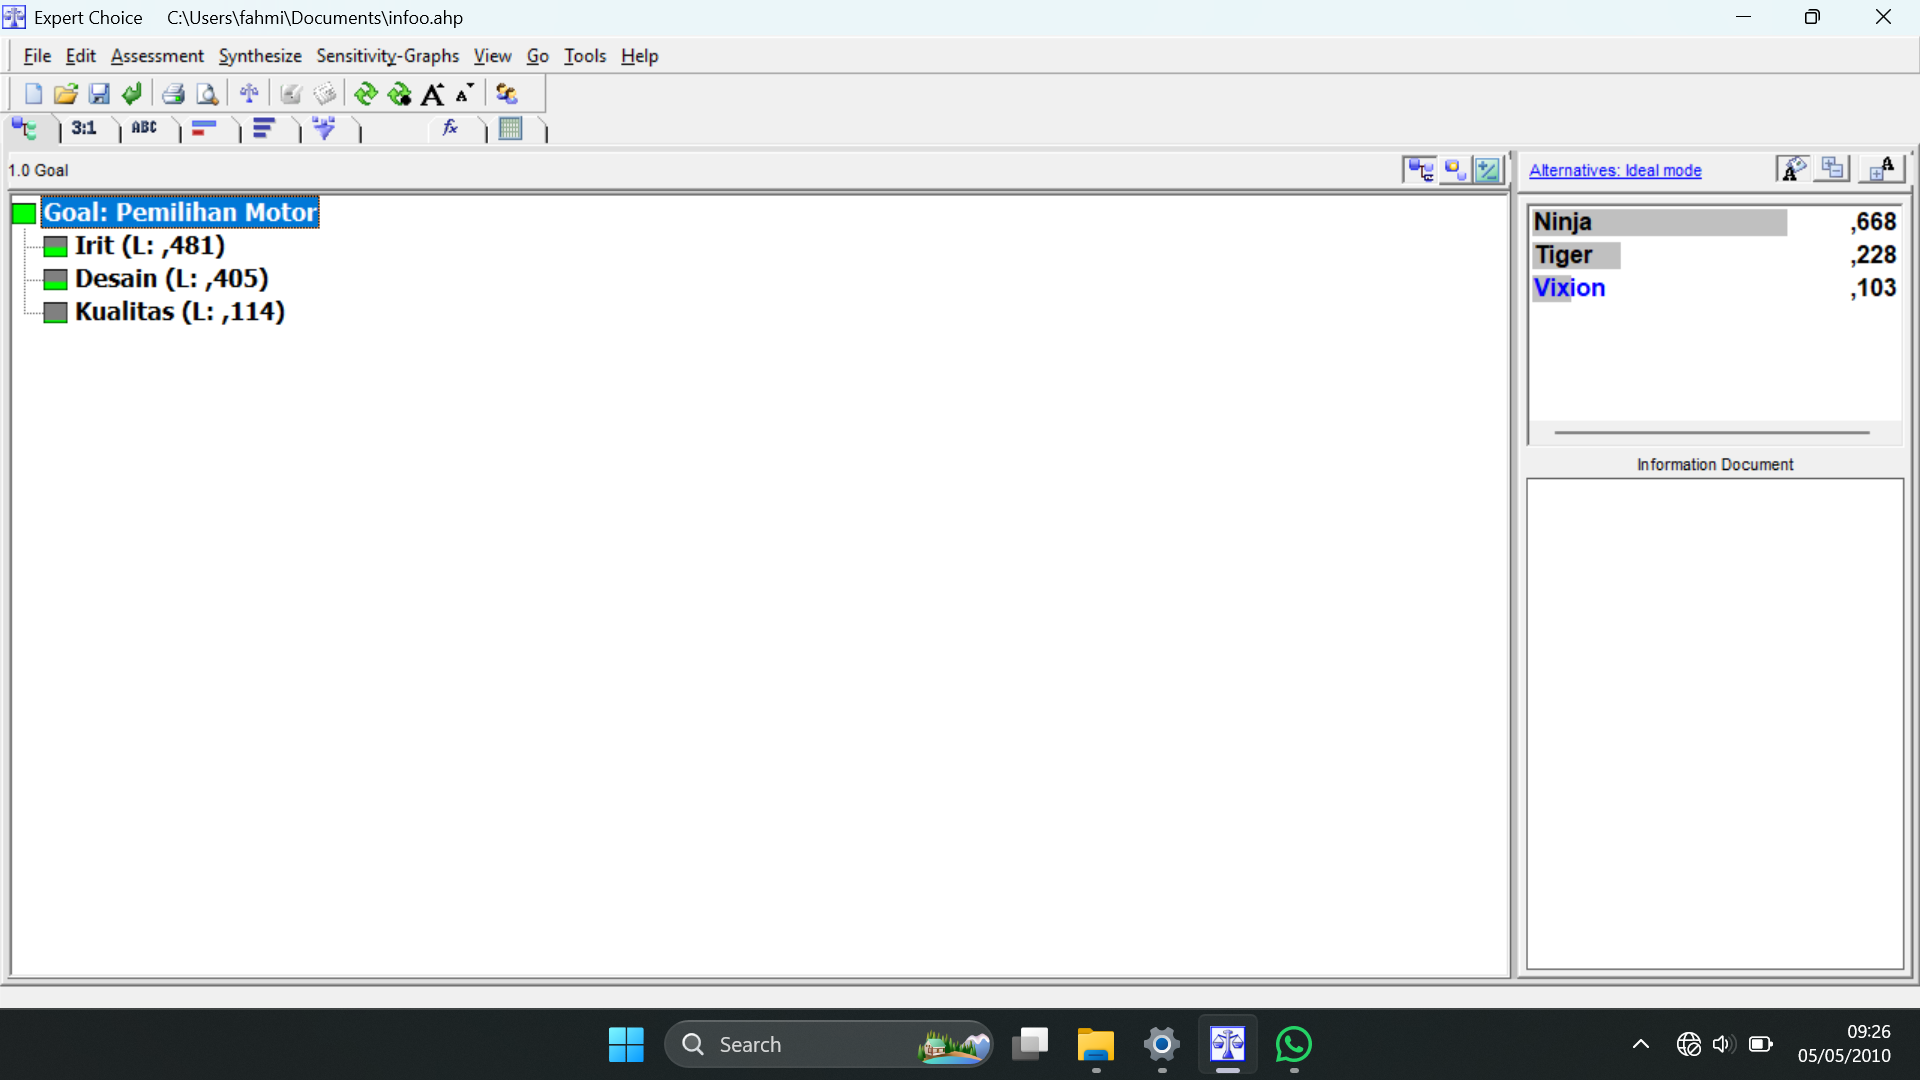 Expert Choice C:\Users\fahmi\Documents\infoo.ahp
File Edit Assessment Synthesize Sensitivity-Graphs View Go Tools Help
A A
3:1 ABC fx
1.0 Goal
Alternatives: Ideal mode
A A
Goal: Pemilihan Motor
Irit (L: ,481)
Desain (L: ,405)
Kualitas (L: ,114)
Ninja ,668
Tiger ,228
Vixion ,103
Information Document
Search
09:26
05/05/2010